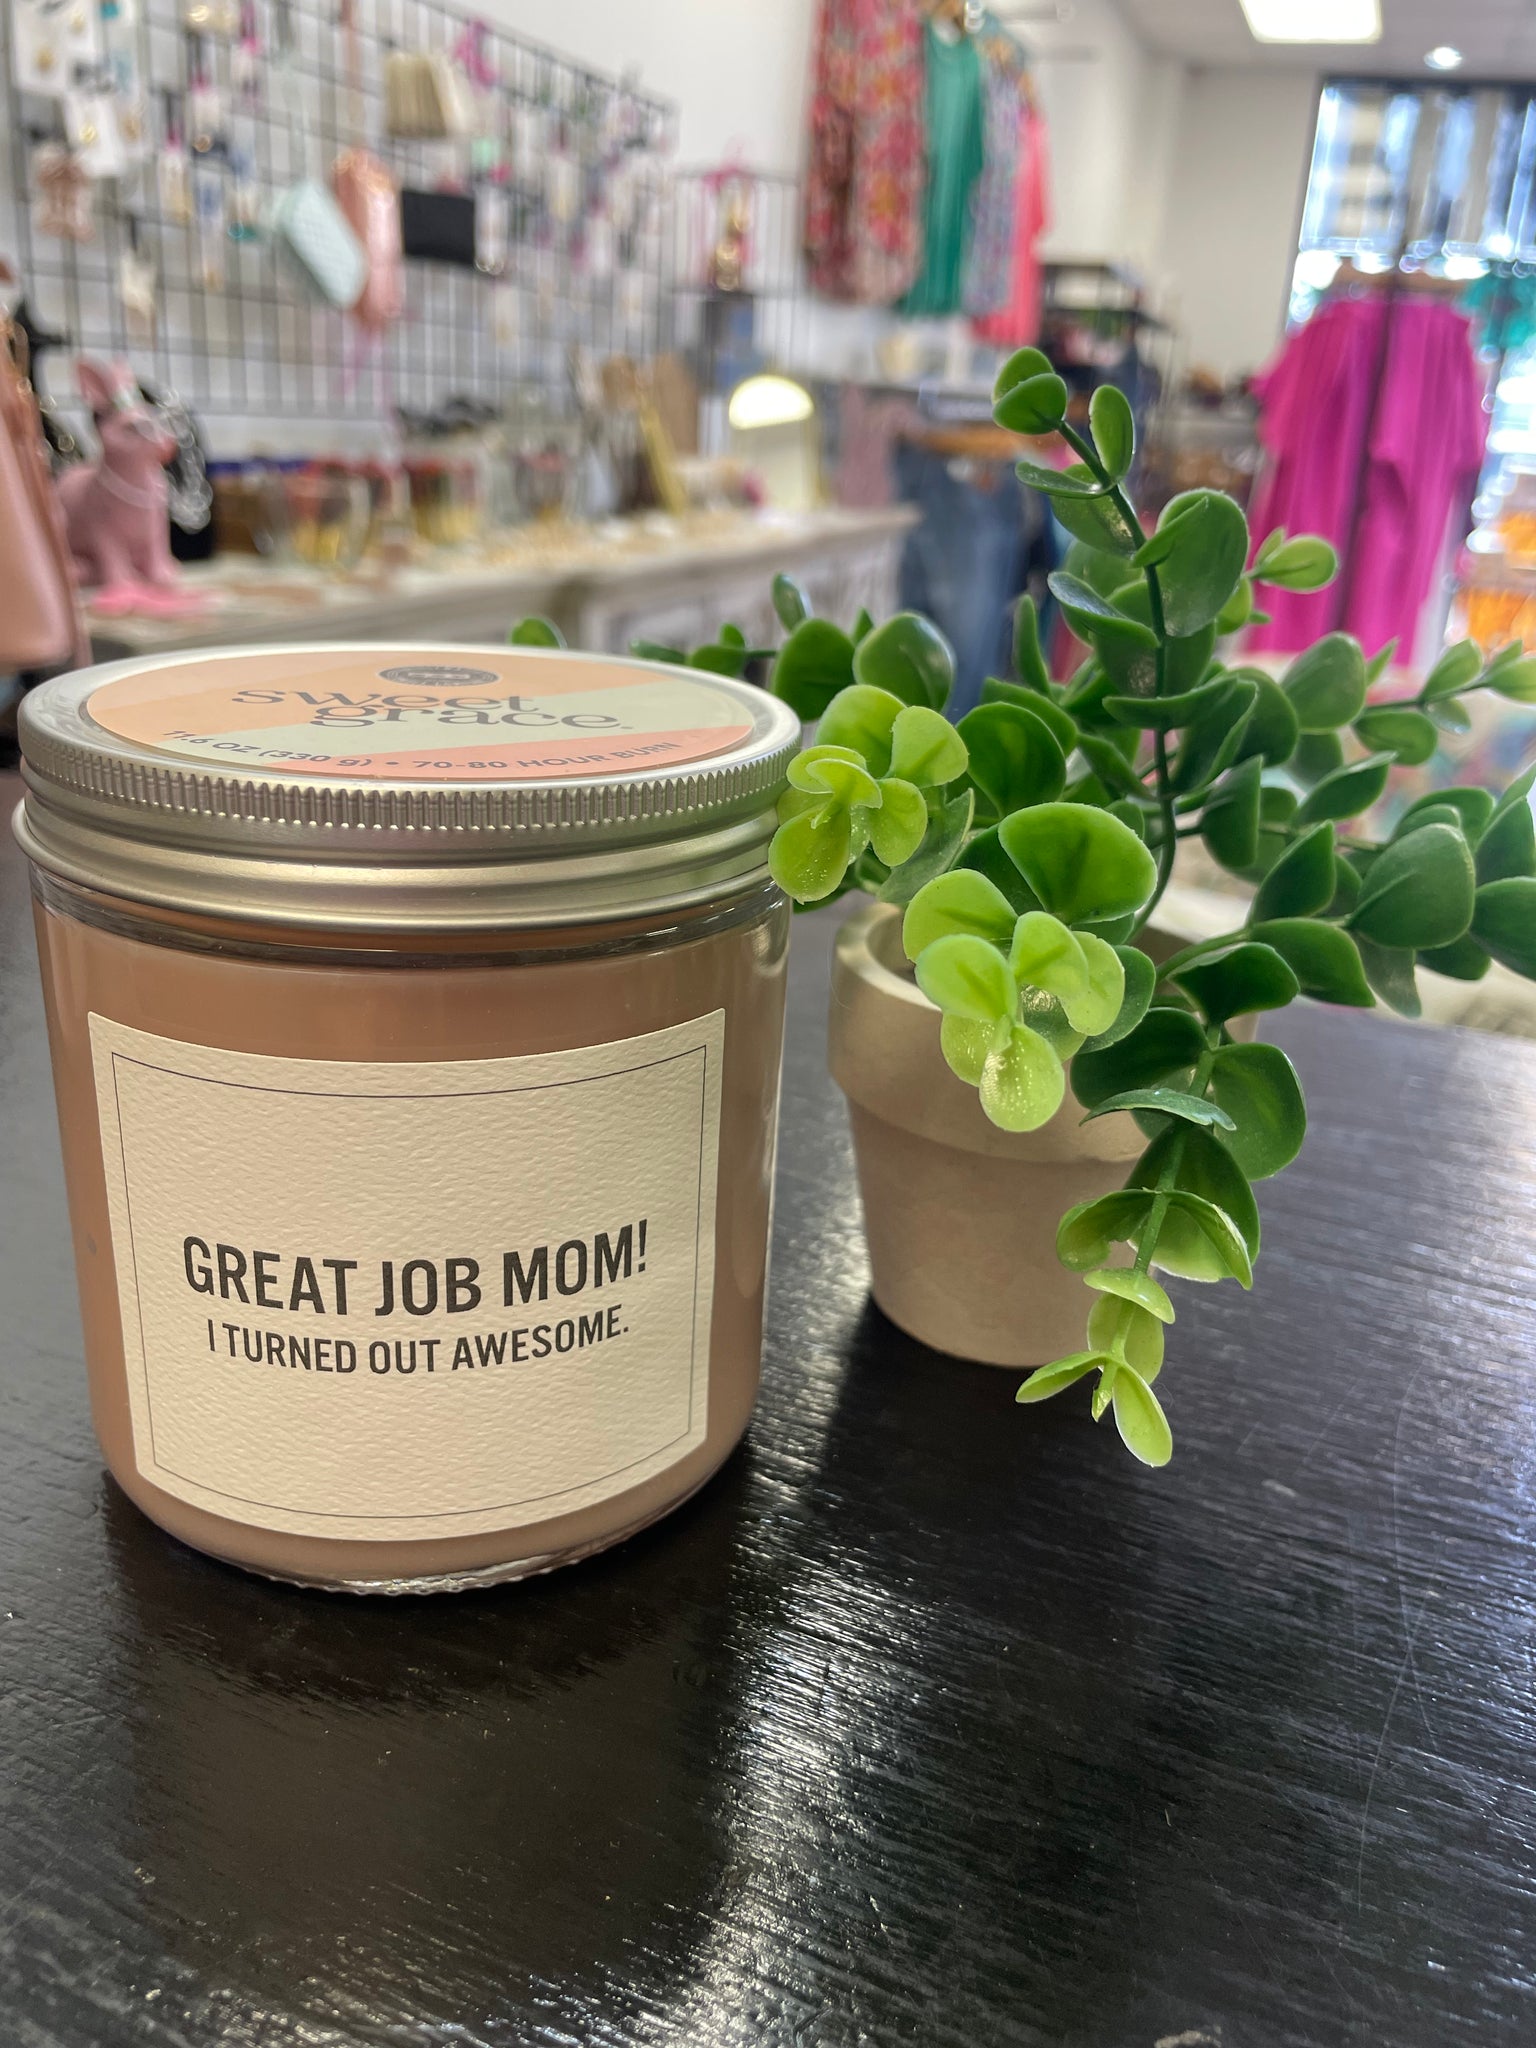 sweet
grace.
11.6 OZ (330 g) • 70-80 HOUR BURN
GREAT JOB MOM!
I TURNED OUT AWESOME.